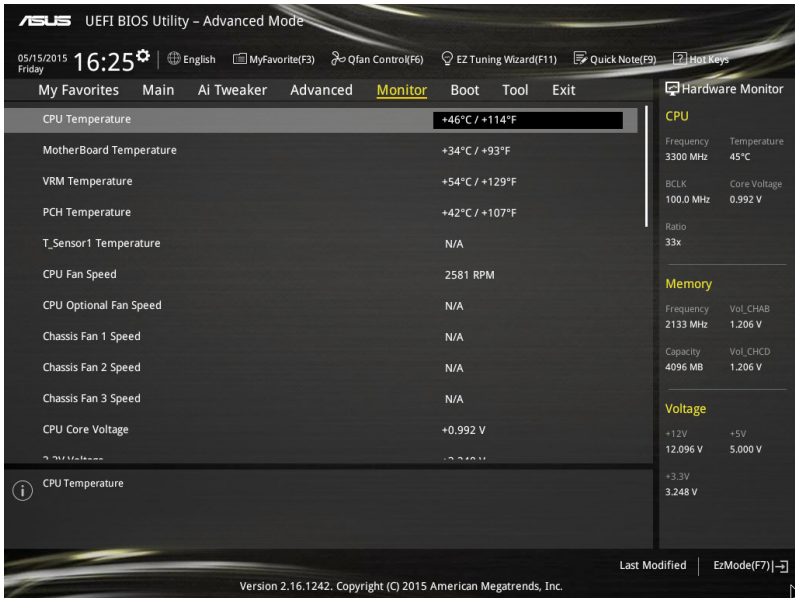 ASUS UEFI BIOS Utility – Advanced Mode
05/15/2015
Friday
16:25
English
MyFavorite(F3)
Qfan Control(F6)
EZ Tuning Wizard(F11)
Quick Note(F9)
? Hot Keys
My Favorites Main Ai Tweaker Advanced Monitor Boot Tool Exit
CPU Temperature +46°C / +114°F
MotherBoard Temperature +34°C / +93°F
VRM Temperature +54°C / +129°F
PCH Temperature +42°C / +107°F
T_Sensor1 Temperature N/A
CPU Fan Speed 2581 RPM
CPU Optional Fan Speed N/A
Chassis Fan 1 Speed N/A
Chassis Fan 2 Speed N/A
Chassis Fan 3 Speed N/A
CPU Core Voltage +0.992 V
3.3V Voltage +3.248 V
i CPU Temperature
Hardware Monitor
CPU
Frequency Temperature
3300 MHz 45°C
BCLK Core Voltage
100.0 MHz 0.992 V
Ratio
33x
Memory
Frequency Vol_CHAB
2133 MHz 1.206 V
Capacity Vol_CHCD
4096 MB 1.206 V
Voltage
+12V +5V
12.096 V 5.000 V
+3.3V
3.248 V
Last Modified
EzMode(F7)
Version 2.16.1242. Copyright (C) 2015 American Megatrends, Inc.